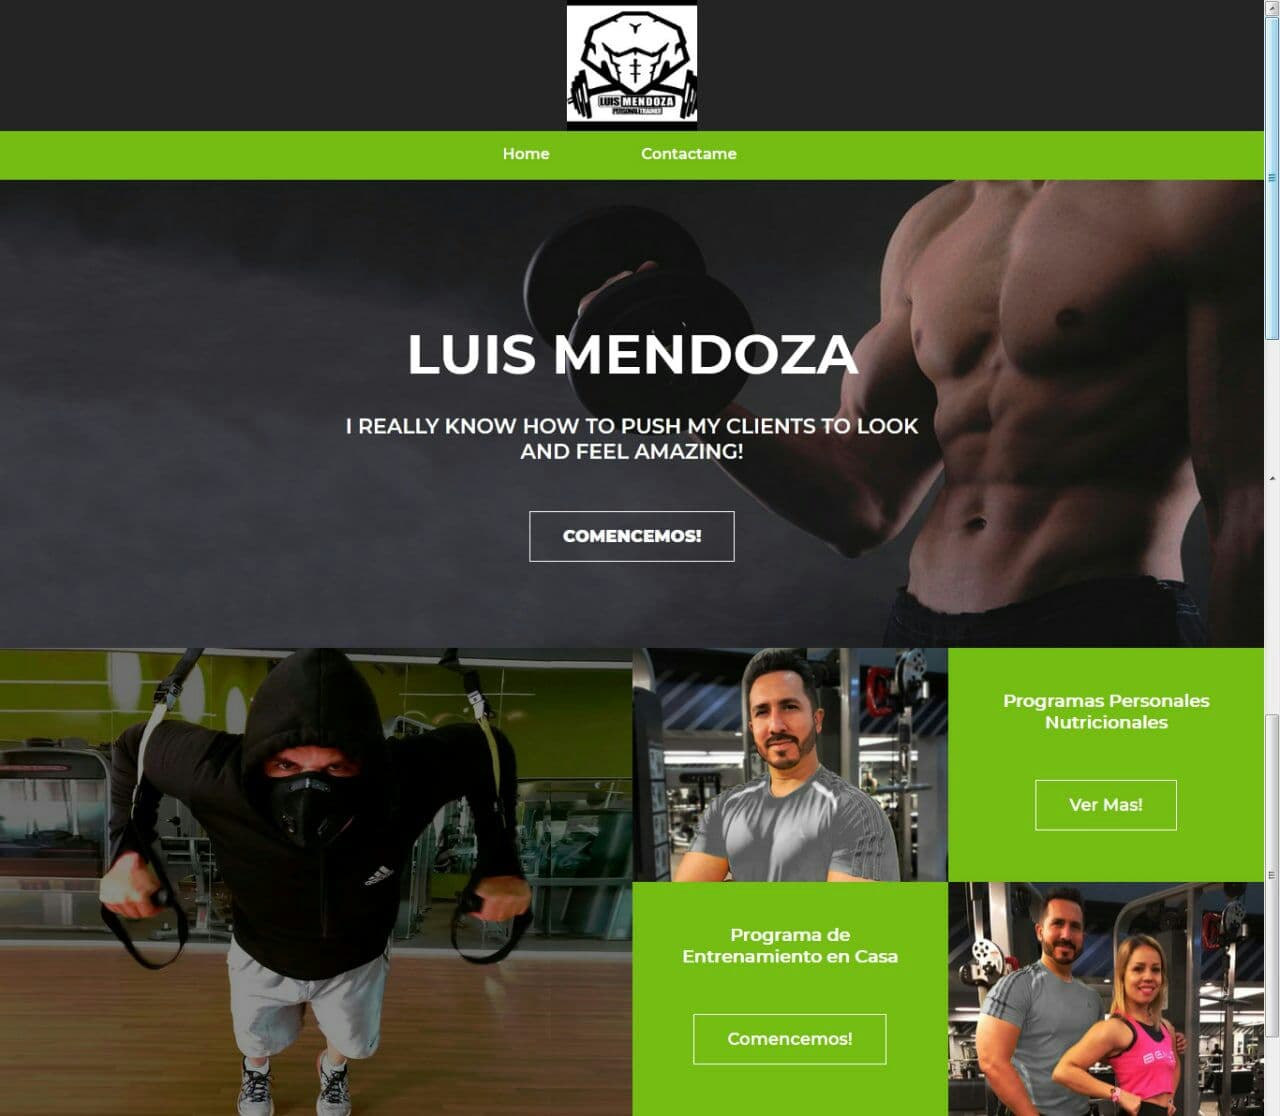 LUIS MENDOZA
PERSONAL TRAINER
Home
Contactame
LUIS MENDOZA
I REALLY KNOW HOW TO PUSH MY CLIENTS TO LOOK
AND FEEL AMAZING!
COMENCEMOS!
Programas Personales
Nutricionales
Ver Mas!
adidas
Programa de
Entrenamiento en Casa
Comencemos!